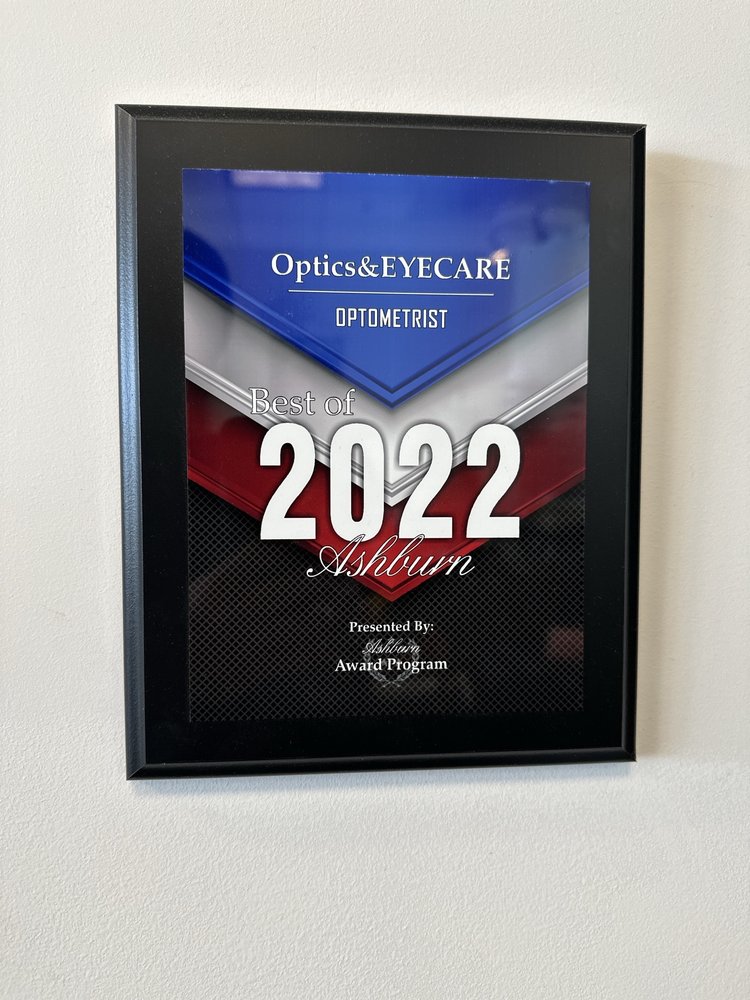 Optics&EYECARE
OPTOMETRIST
Best of
2022
Ashburn
Presented By:
Ashburn
Award Program